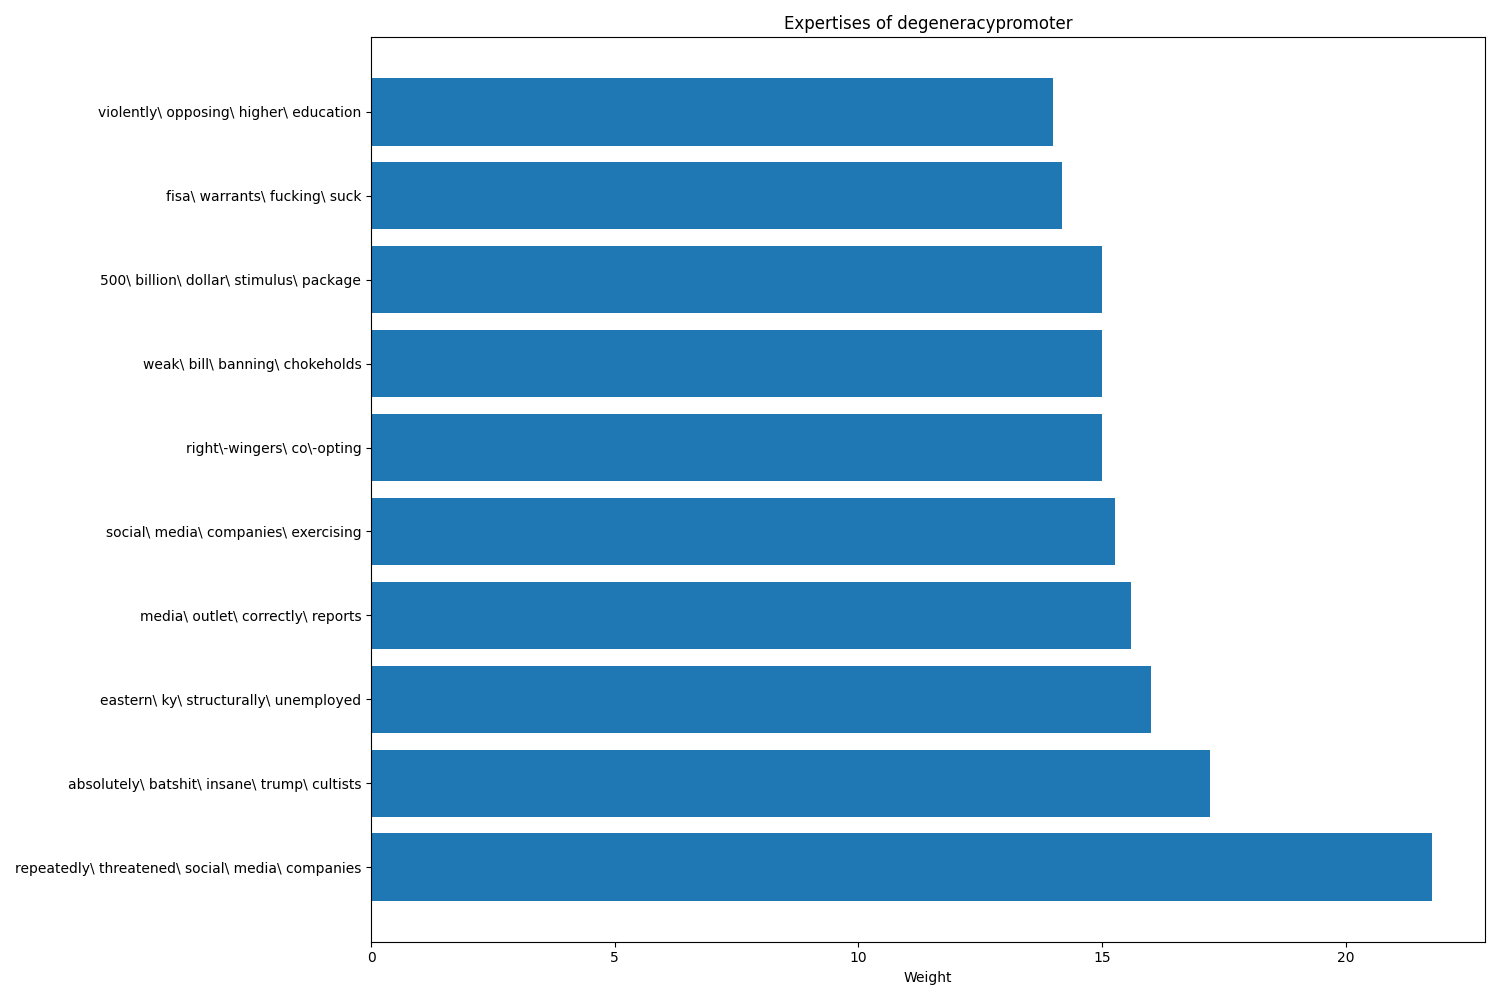 Expertises of degeneracypromoter
violently\ opposing\ higher\ education
fisa\ warrants\ fucking\ suck
500\ billion\ dollar\ stimulus\ package
weak\ bill\ banning\ chokeholds
right\-wingers\ co\-opting
social\ media\ companies\ exercising
media\ outlet\ correctly\ reports
eastern\ ky\ structurally\ unemployed
absolutely\ batshit\ insane\ trump\ cultists
repeatedly\ threatened\ social\ media\ companies
0 5 10 15 20
Weight